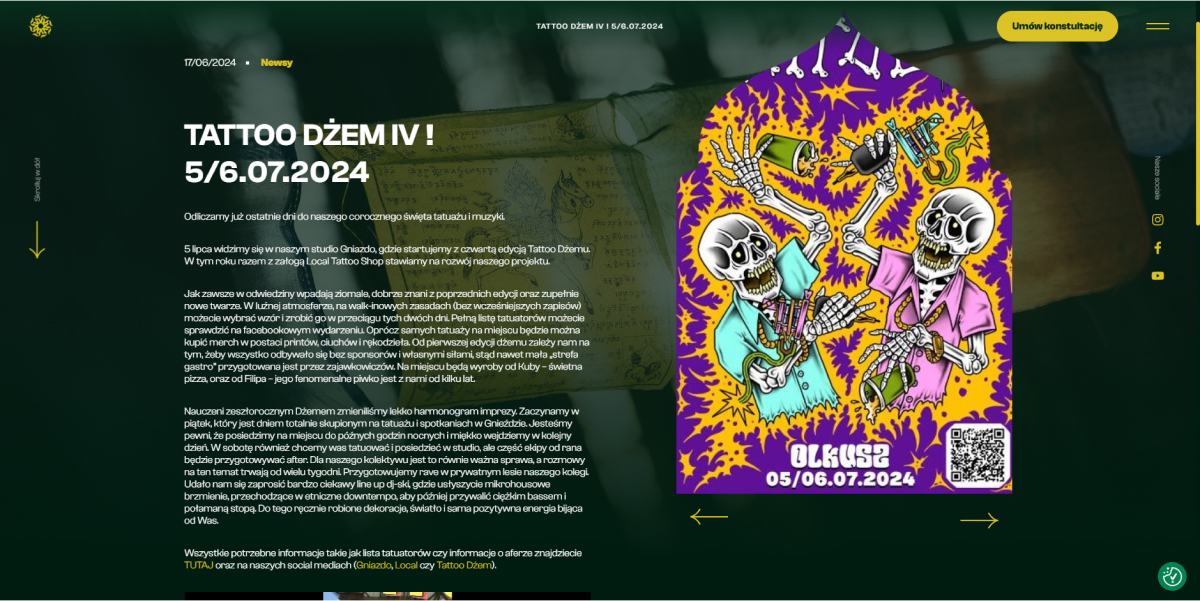 TATTOO DŻEM IV ! 5/6.07.2024
Umów konstultację
17/06/2024 • Newsy
TATTOO DŻEM IV !
5/6.07.2024
Skrolluj w dół
Nasze sociale
Odliczamy już ostatnie dni do naszego corocznego święta tatuażu i muzyki.
5 lipca widzimy się w naszym studio Gniazdo, gdzie startujemy z czwartą edycją Tattoo Dżemu.
W tym roku razem z załogą Local Tattoo Shop stawiamy na rozwój naszego projektu.
Jak zawsze w odwiedziny wpadają ziomale, dobrze znani z poprzednich edycji oraz zupełnie
nowe twarze. W luźnej atmosferze, na walk-inowych zasadach (bez wcześniejszych zapisów)
możecie wybrać wzór i zrobić go w przeciągu tych dwóch dni. Pełną listę tatuatorów możecie
sprawdzić na facebookowym wydarzeniu. Oprócz samych tatuaży na miejscu będzie można
kupić merch w postaci printów, ciuchów i rękodzieła. Od pierwszej edycji dżemu zależy nam na
tym, żeby wszystko odbywało się bez sponsorów i własnymi siłami, stąd nawet mała „strefa
gastro" przygotowana jest przez zajawkowiczów. Na miejscu będą wyroby od Kuby – świetna
pizza, oraz od Filipa – jego fenomenalne piwko jest z nami od kilku lat.
Nauczeni zeszłorocznym Dżemem zmieniliśmy lekko harmonogram imprezy. Zaczynamy w
piątek, który jest dniem totalnie skupionym na tatuażu i spotkaniach w Gnieździe. Jesteśmy
pewni, że posiedzimy na miejscu do późnych godzin nocnych i miękko wejdziemy w kolejny
dzień. W sobotę również chcemy was tatuować i posiedzieć w studio, ale część ekipy od rana
będzie przygotowywać after. Dla naszego kolektywu jest to równie ważna sprawa, a rozmowy
na ten temat trwają od wielu tygodni. Przygotowujemy rave w prywatnym lesie naszego kolegi.
Udało nam się zaprosić bardzo ciekawy line up dj-ski, gdzie usłyszycie mikrohousowe
brzmienie, przechodzące w etniczne downtempo, aby później przywalić ciężkim bassem i
połamaną stopą. Do tego ręcznie robione dekoracje, światło i sama pozytywna energia bijąca
od Was.
Wszystkie potrzebne informacje takie jak lista tatuatorów czy informacje o aferze znajdziecie
TUTAJ oraz na naszych social mediach (Gniazdo, Local czy Tattoo Dżem).
OLKUSZ
05/06.07.2024